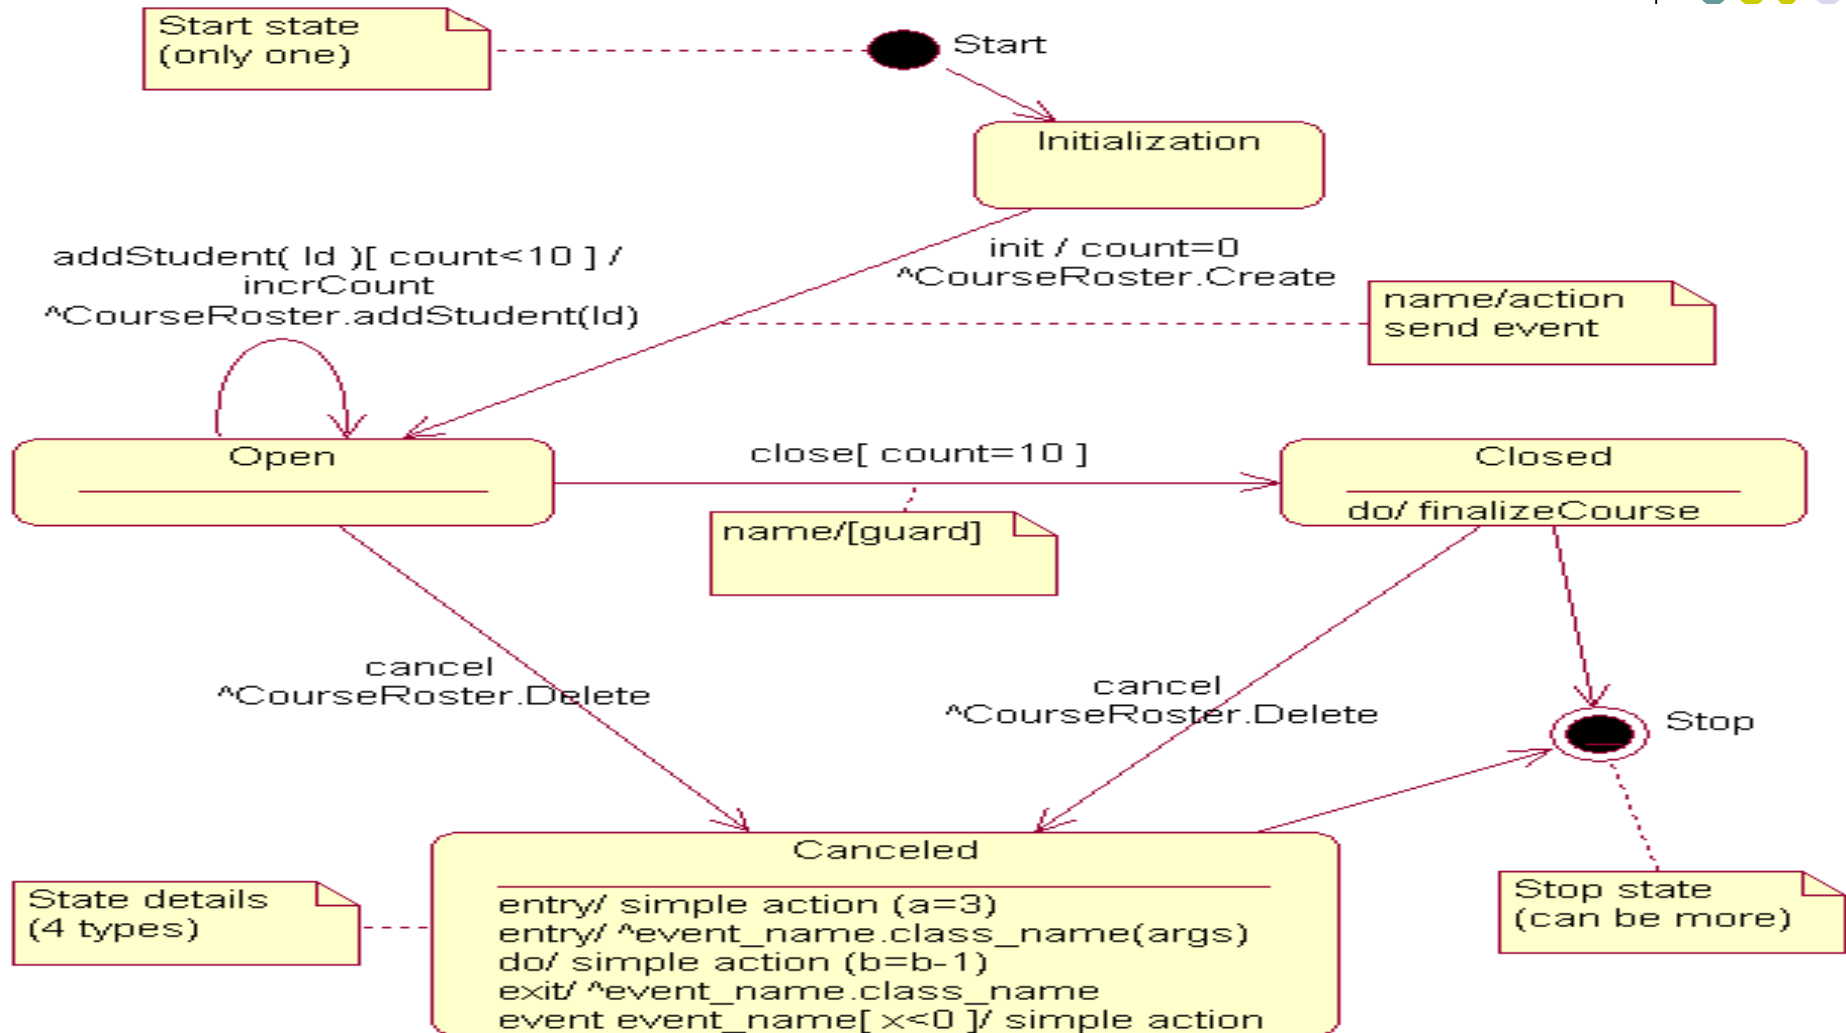 Start state
(only one)
Start
Initialization
addStudent( Id )[ count<10 ] /
incrCount
^CourseRoster.addStudent(Id)
init / count=0
^CourseRoster.Create
name/action
send event
Open
close[ count=10 ]
Closed
do/ finalizeCourse
name/[guard]
cancel
^CourseRoster.Delete
cancel
^CourseRoster.Delete
Stop
Canceled
entry/ simple action (a=3)
entry/ ^event_name.class_name(args)
do/ simple action (b=b-1)
exit/ ^event_name.class_name
event event_name[ x<0 ]/ simple action
State details
(4 types)
Stop state
(can be more)